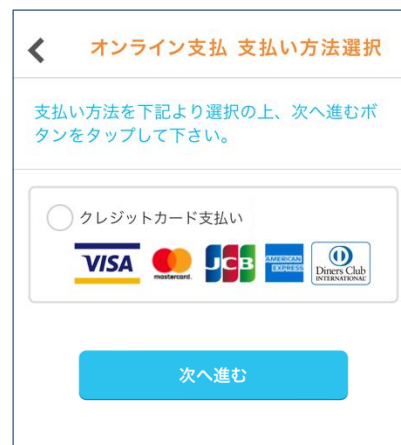 オンライン支払 支払い方法選択
支払い方法を下記より選択の上、次へ進むボ
タンをタップして下さい。
クレジットカード支払い
VISA
mastercard.
JCB
AMERICAN
EXPRESS
Diners Club
INTERNATIONAL
次へ進む